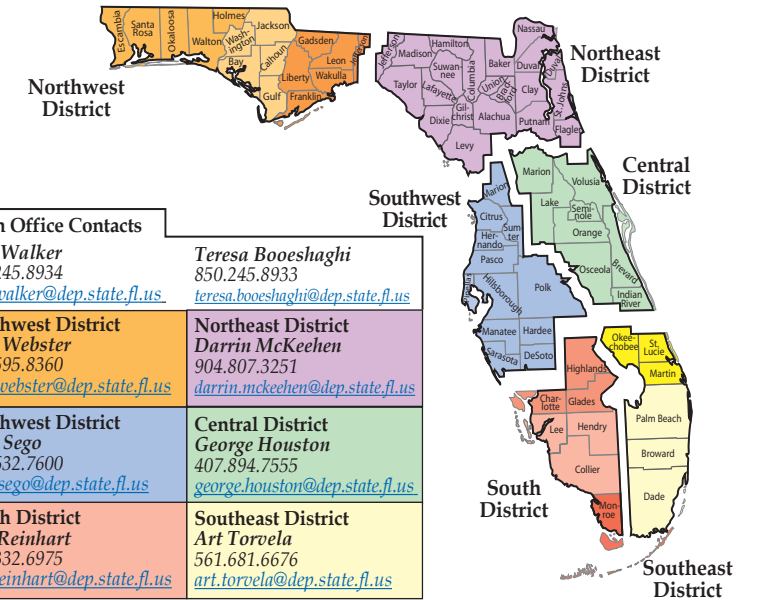 Escambia
Santa
Rosa
Okaloosa
Walton
Holmes
Wash-
ington
Bay
Jackson
Calhoun
Gulf
Gadsden
Liberty
Franklin
Leon
Wakulla
Jefferson
Northwest
District
Jefferson
Madison
Taylor
Hamilton
Suwan-
nee
Lafayette
Dixie
Columbia
Gil-
christ
Levy
Baker
Union
Brad-
ford
Alachua
Nassau
Duval
Duval
Clay
St. Johns
Putnam
Flagler
Northeast
District
Marion
Volusia
Lake
Semi-
nole
Orange
Osceola
Brevard
Indian
River
Central
District
Southwest
District
Marion
Citrus
Sum-
ter
Her-
nando
Pasco
Pinellas
Hillsborough
Polk
Manatee
Hardee
Sarasota
DeSoto
Okee-
chobee
St.
Lucie
Martin
Palm Beach
Broward
Dade
Southeast
District
Highlands
Char-
lotte
Glades
Lee
Hendry
Collier
Mon-
roe
South
District
Office Contacts
Walker
245.8934
walker@dep.state.fl.us
Teresa Booeshaghi
850.245.8933
teresa.booeshaghi@dep.state.fl.us
hwest District
Webster
595.8360
webster@dep.state.fl.us
Northeast District
Darrin McKeehen
904.807.3251
darrin.mckeehen@dep.state.fl.us
hwest District
Sego
632.7600
sego@dep.state.fl.us
Central District
George Houston
407.894.7555
george.houston@dep.state.fl.us
h District
Reinhart
332.6975
einhart@dep.state.fl.us
Southeast District
Art Torvela
561.681.6676
art.torvela@dep.state.fl.us